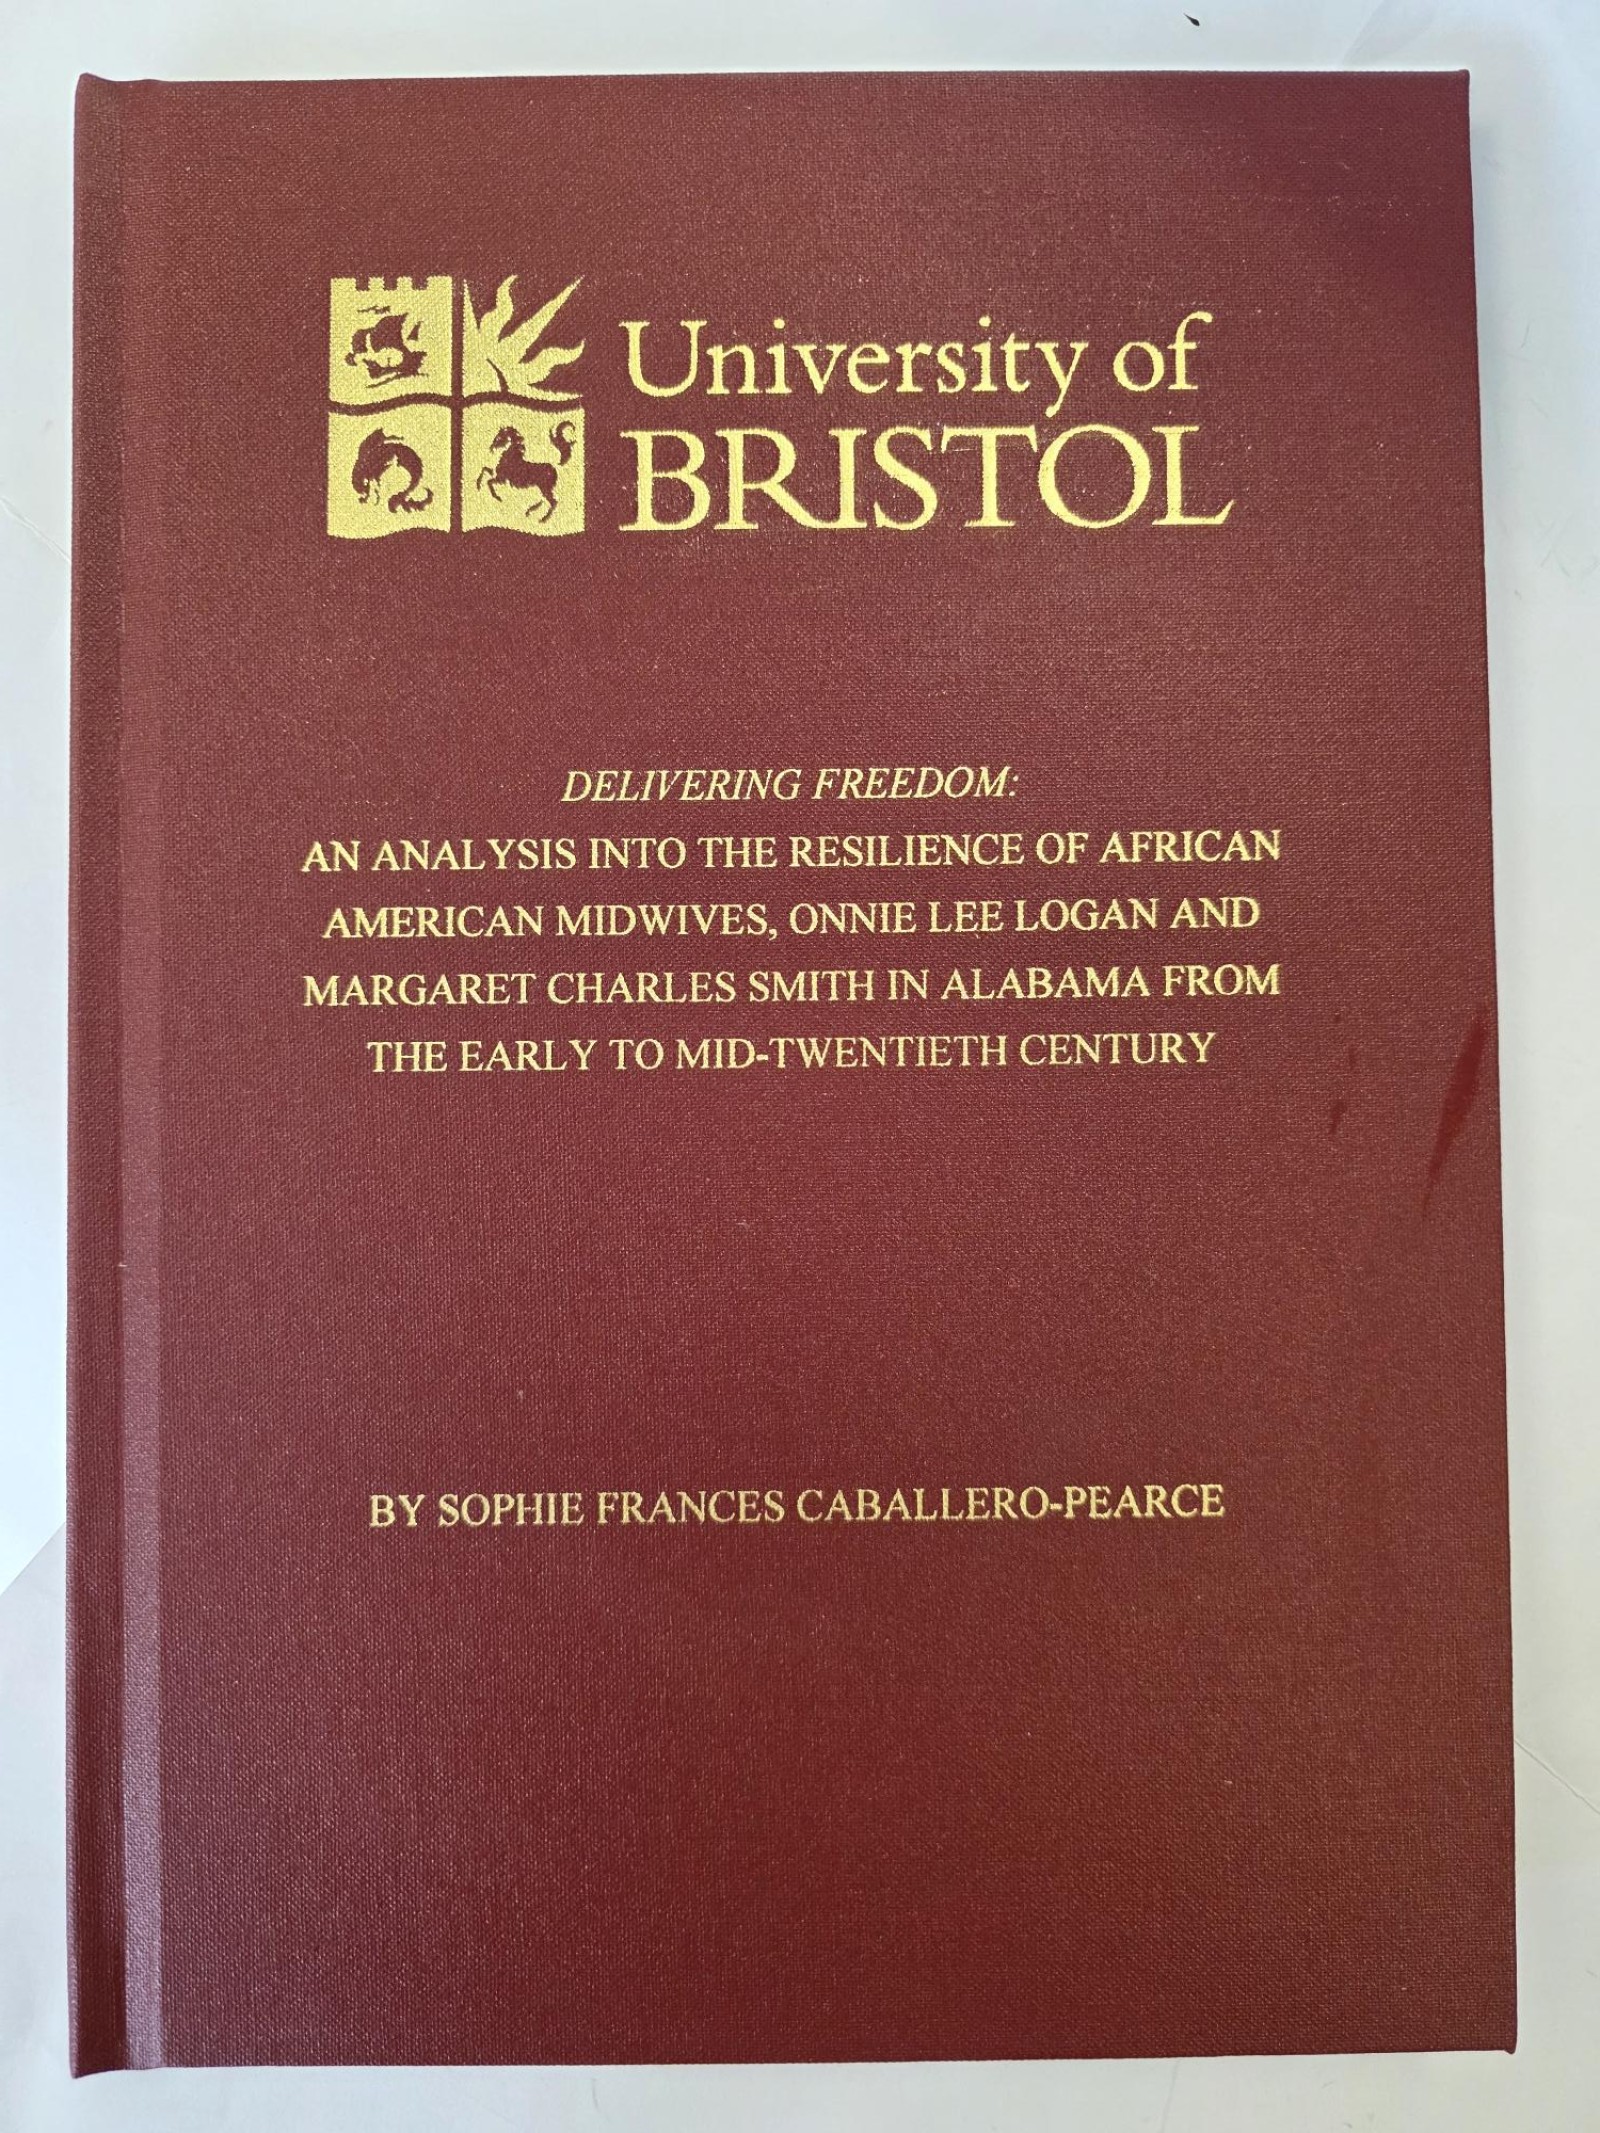 University of
BRISTOL
DELIVERING FREEDOM:
AN ANALYSIS INTO THE RESILIENCE OF AFRICAN
AMERICAN MIDWIVES, ONNIE LEE LOGAN AND
MARGARET CHARLES SMITH IN ALABAMA FROM
THE EARLY TO MID-TWENTIETH CENTURY
BY SOPHIE FRANCES CABALLERO-PEARCE